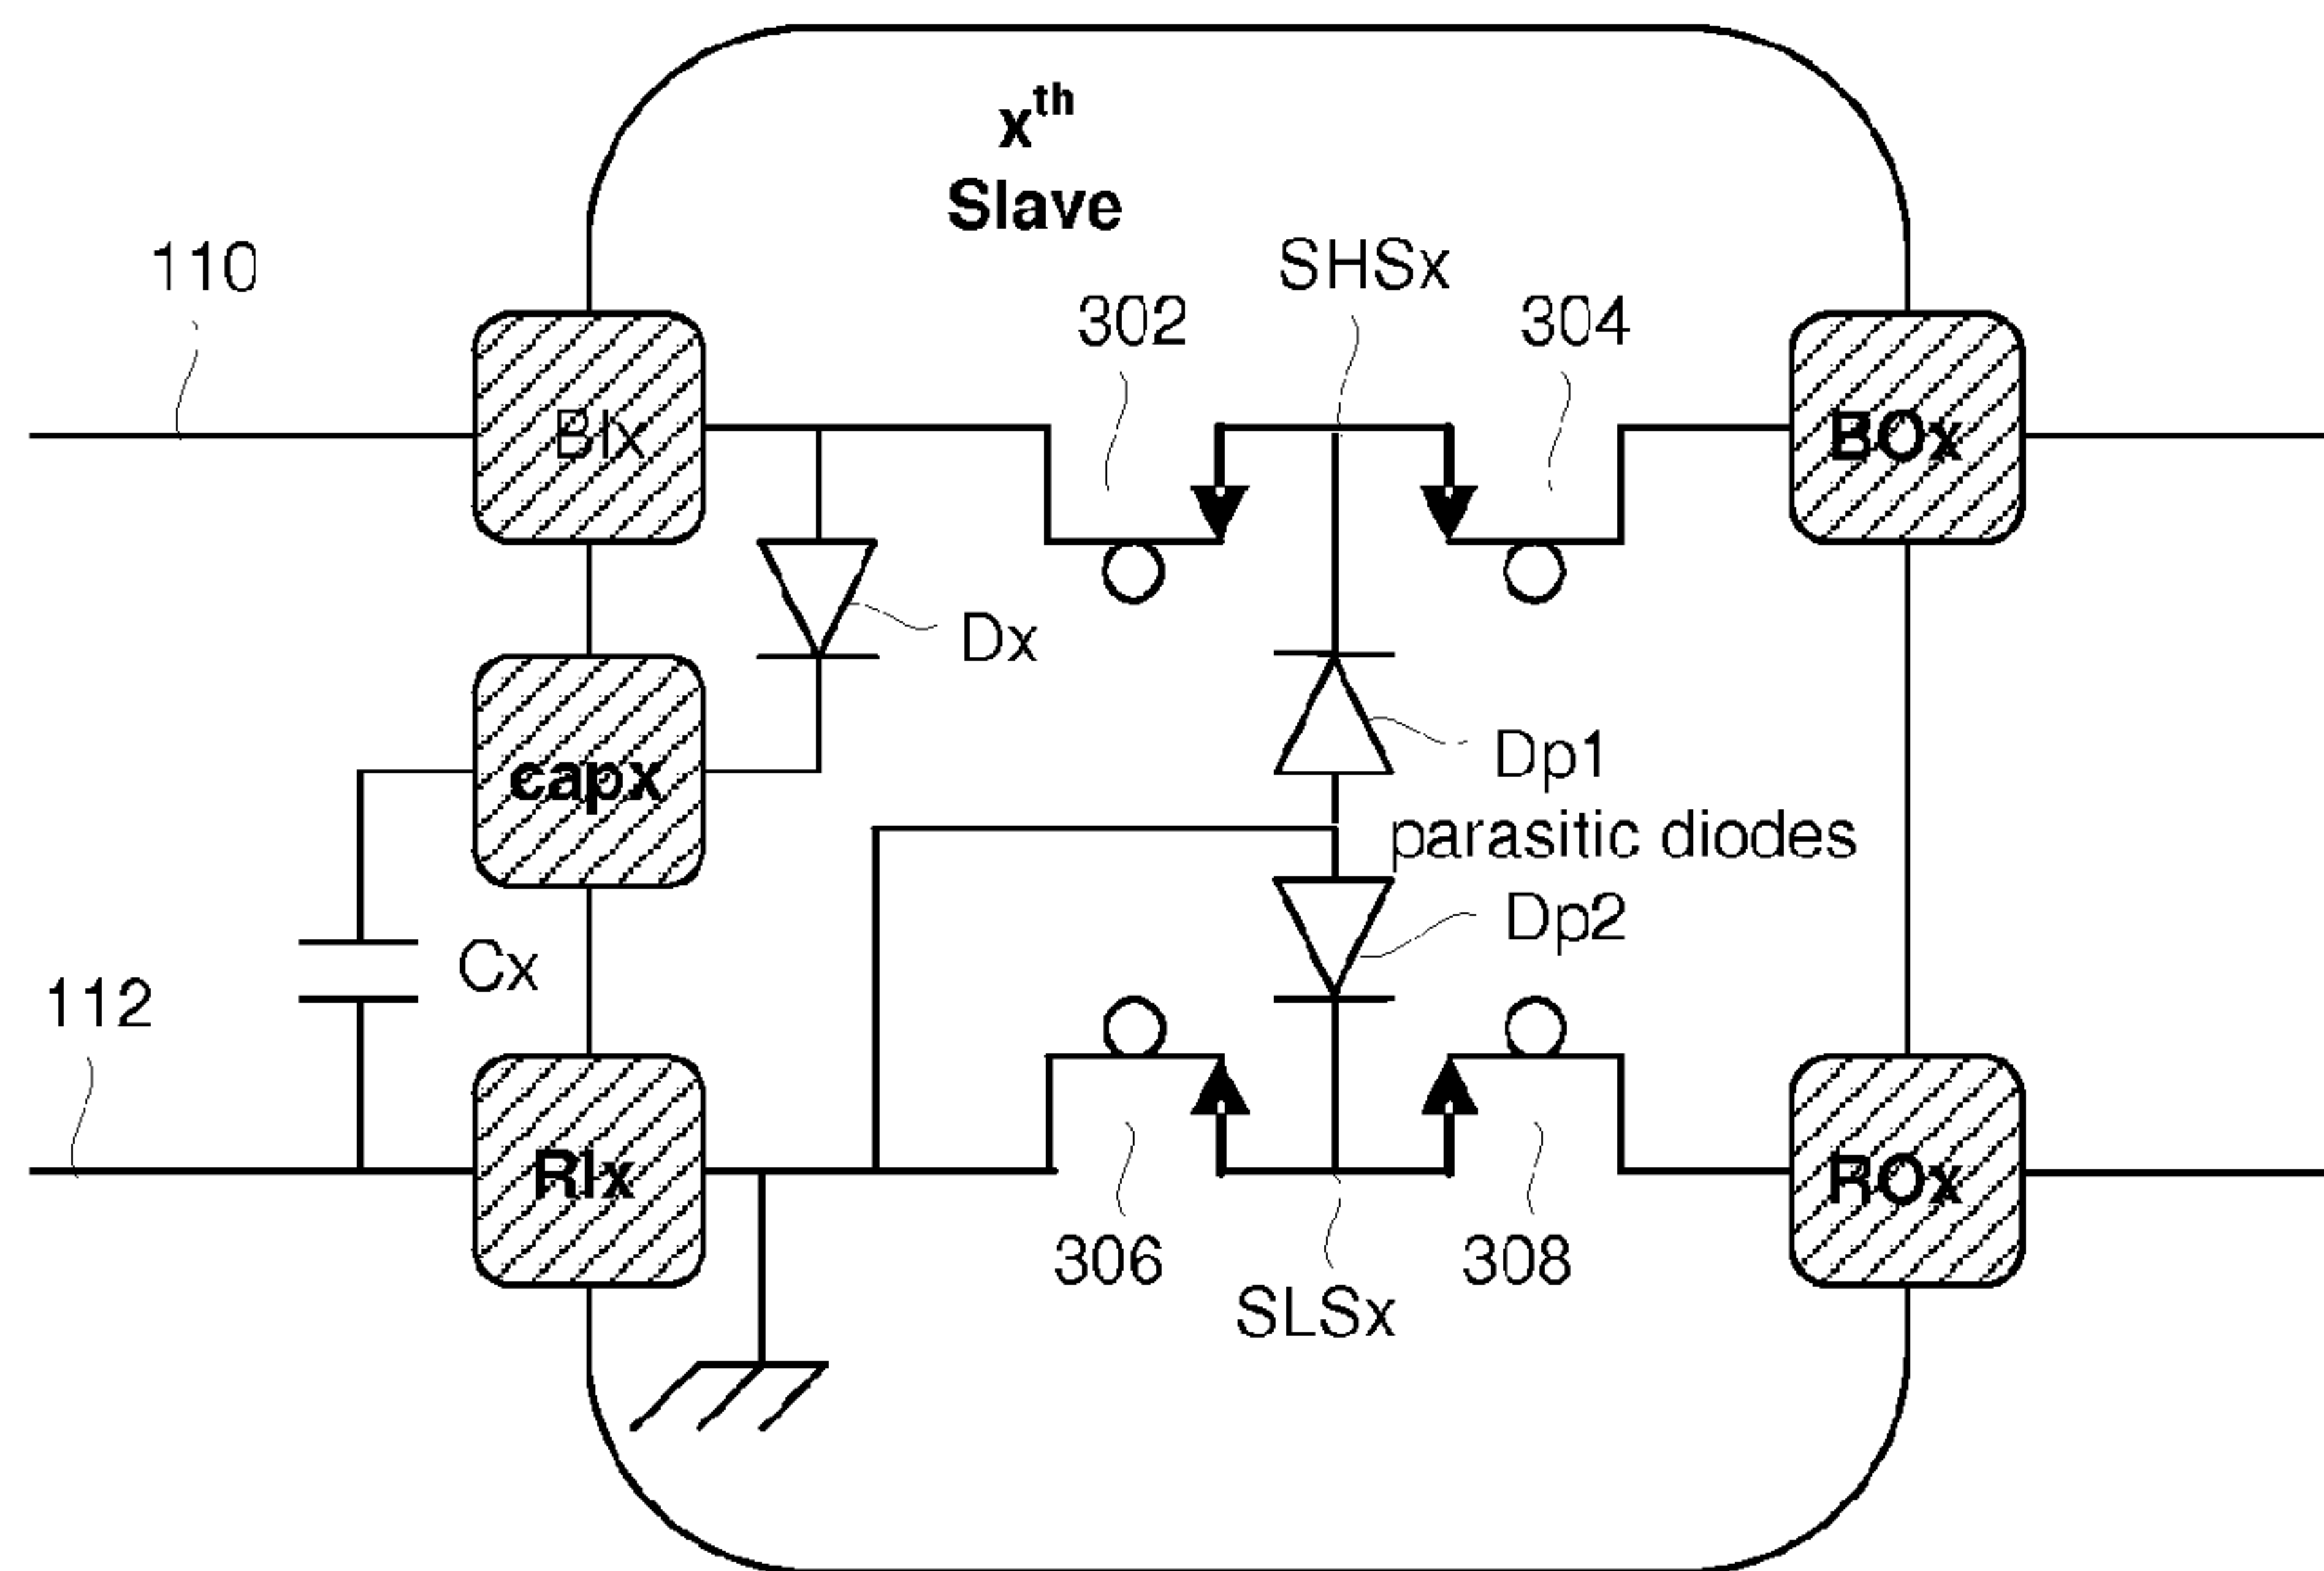 x^th
Slave
110
SHSx
302
304
BIx
BOx
Dx
Dp1
capx
parasitic diodes
Dp2
Cx
112
RIx
ROx
306
308
SLSx